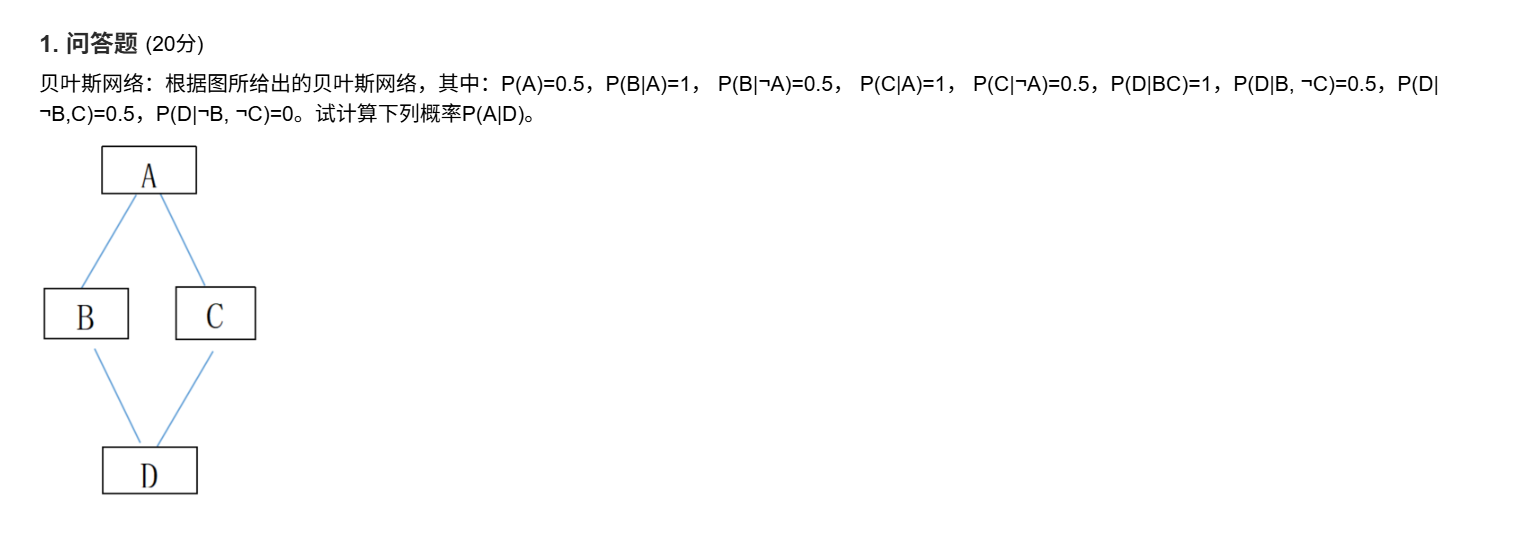 1. 问答题 (20分)
贝叶斯网络：根据图所给出的贝叶斯网络，其中：P(A)=0.5，P(B|A)=1， P(B|¬A)=0.5， P(C|A)=1， P(C|¬A)=0.5，P(D|BC)=1，P(D|B, ¬C)=0.5，P(D|
¬B,C)=0.5，P(D|¬B, ¬C)=0。试计算下列概率P(A|D)。
A
B
C
D